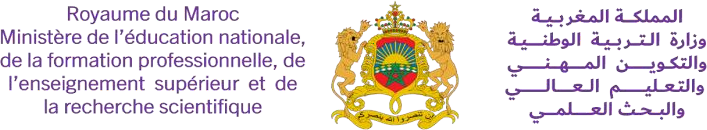 Royaume du Maroc
Ministère de l'éducation nationale,
de la formation professionnelle, de
l'enseignement supérieur et de
la recherche scientifique
إن تنصروا الله ينصركم
المملكة المغربية
وزارة التربية الوطنية
والتكوين المهني
والتعليم العالي
والبحث العلمي